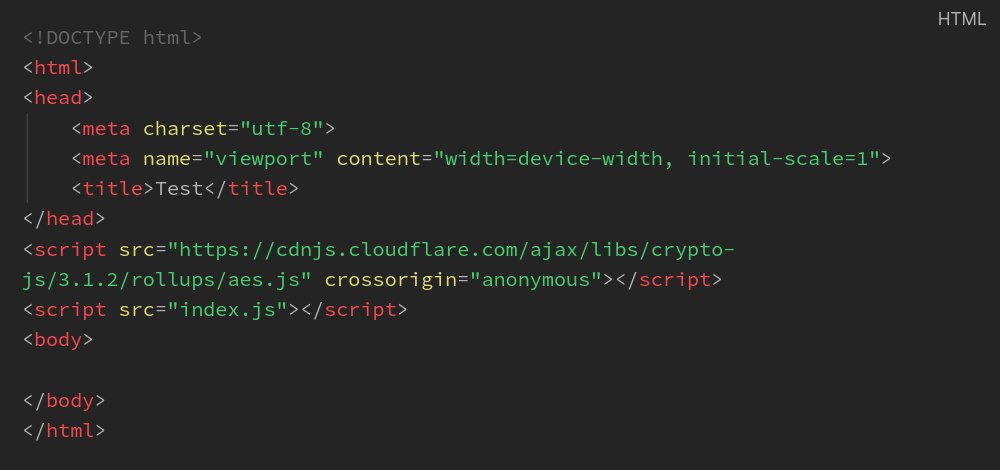 HTML
<!DOCTYPE html>
<html>
<head>
    <meta charset="utf-8">
    <meta name="viewport" content="width=device-width, initial-scale=1">
    <title>Test</title>
</head>
<script src="https://cdnjs.cloudflare.com/ajax/libs/crypto-
js/3.1.2/rollups/aes.js" crossorigin="anonymous"></script>
<script src="index.js"></script>
<body>

</body>
</html>